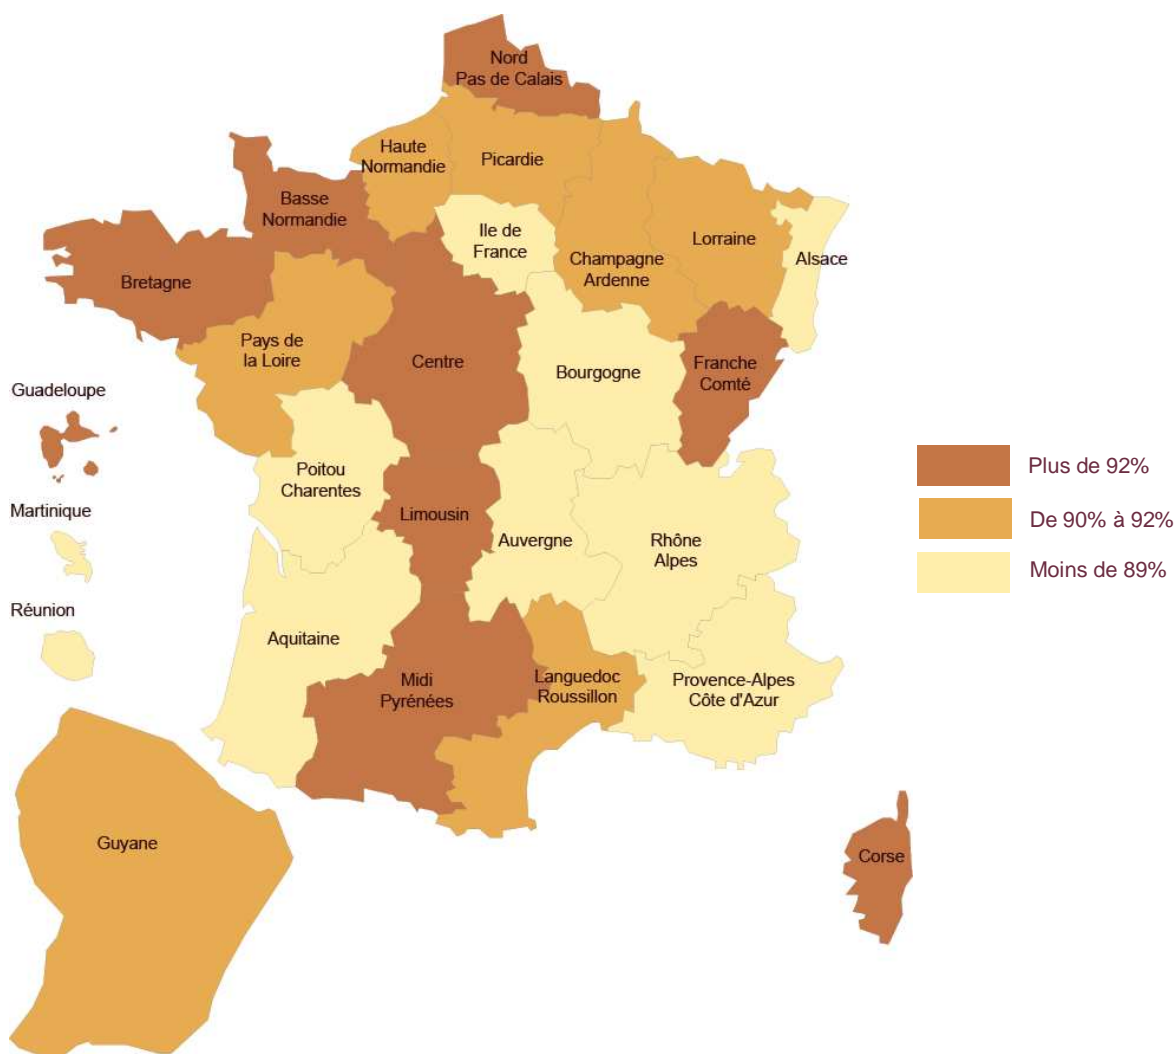 Nord
Pas de Calais
Haute
Normandie
Picardie
Basse
Normandie
Ile de
France
Champagne
Ardenne
Lorraine
Alsace
Bretagne
Pays de
la Loire
Centre
Bourgogne
Franche
Comté
Guadeloupe
Poitou
Charentes
Martinique
Limousin
Auvergne
Rhône
Alpes
Réunion
Aquitaine
Midi
Pyrénées
Languedoc
Roussillon
Provence-Alpes
Côte d'Azur
Guyane
Corse
Plus de 92%
De 90% à 92%
Moins de 89%